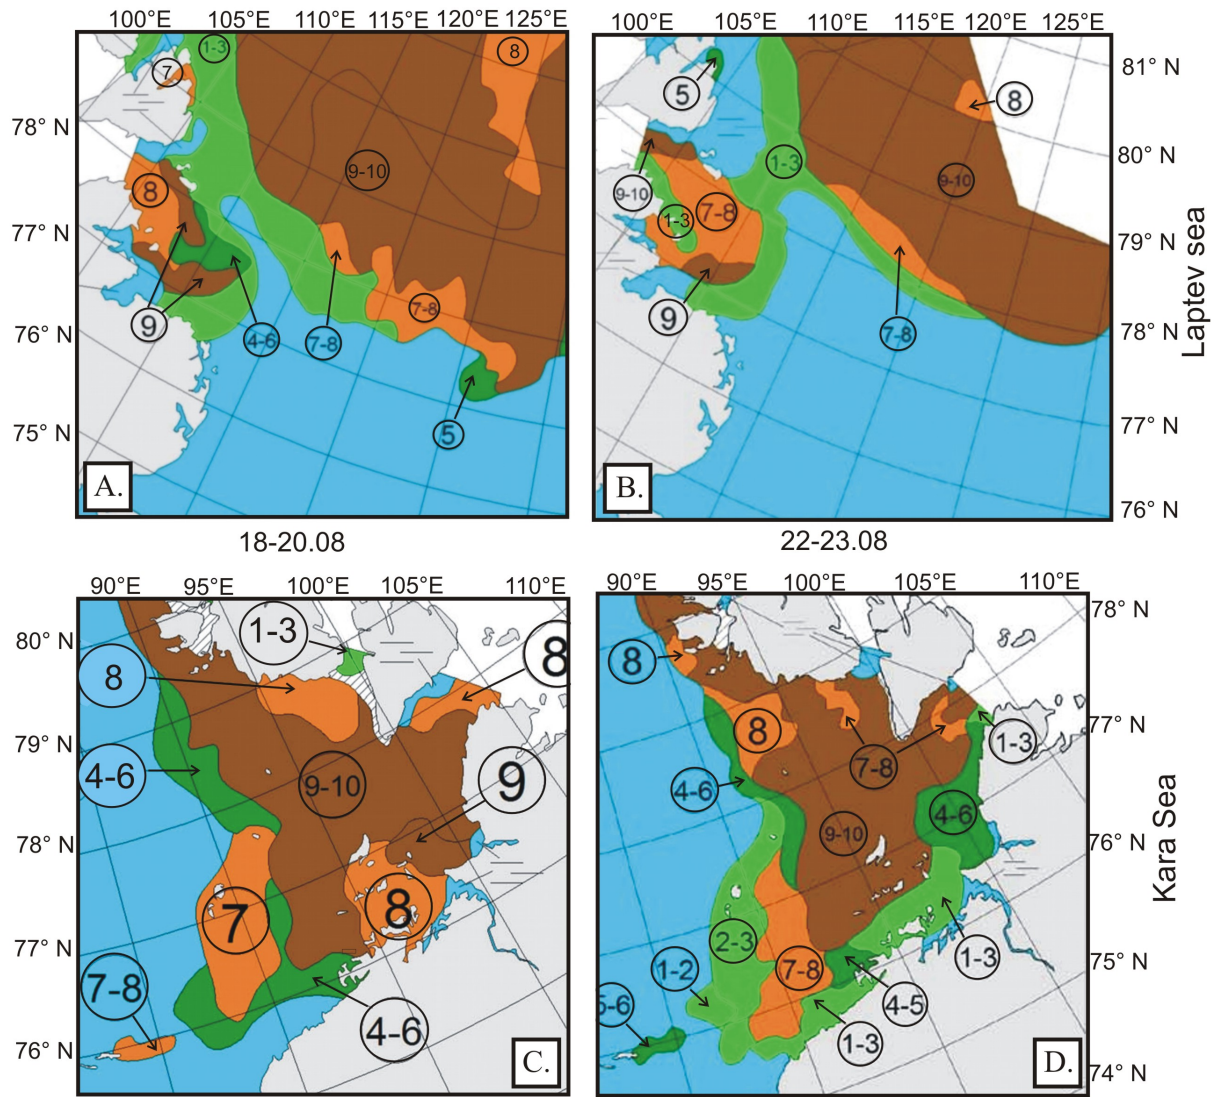 100°E 105°E 110°E 115°E 120°E 125°E
100°E 105°E 110°E 115°E 120°E 125°E
78° N
77° N
76° N
75° N
1-3
7
8
9-10
8
9
4-6
7-8
7-8
5
A.
5
8
1-3
9-10
9-10
1-3
7-8
9
7-8
B.
81° N
80° N
79° N
78° N
77° N
76° N
Laptev sea
18-20.08
22-23.08
90°E 95°E 100°E 105°E 110°E
90°E 95°E 100°E 105°E 110°E
80° N
79° N
78° N
77° N
76° N
1-3
8
8
4-6
9-10
9
7
8
7-8
4-6
C.
8
8
1-3
7-8
4-6
4-6
9-10
2-3
1-2
7-8
1-3
5-6
4-5
1-3
D.
78° N
77° N
76° N
75° N
74° N
Kara Sea